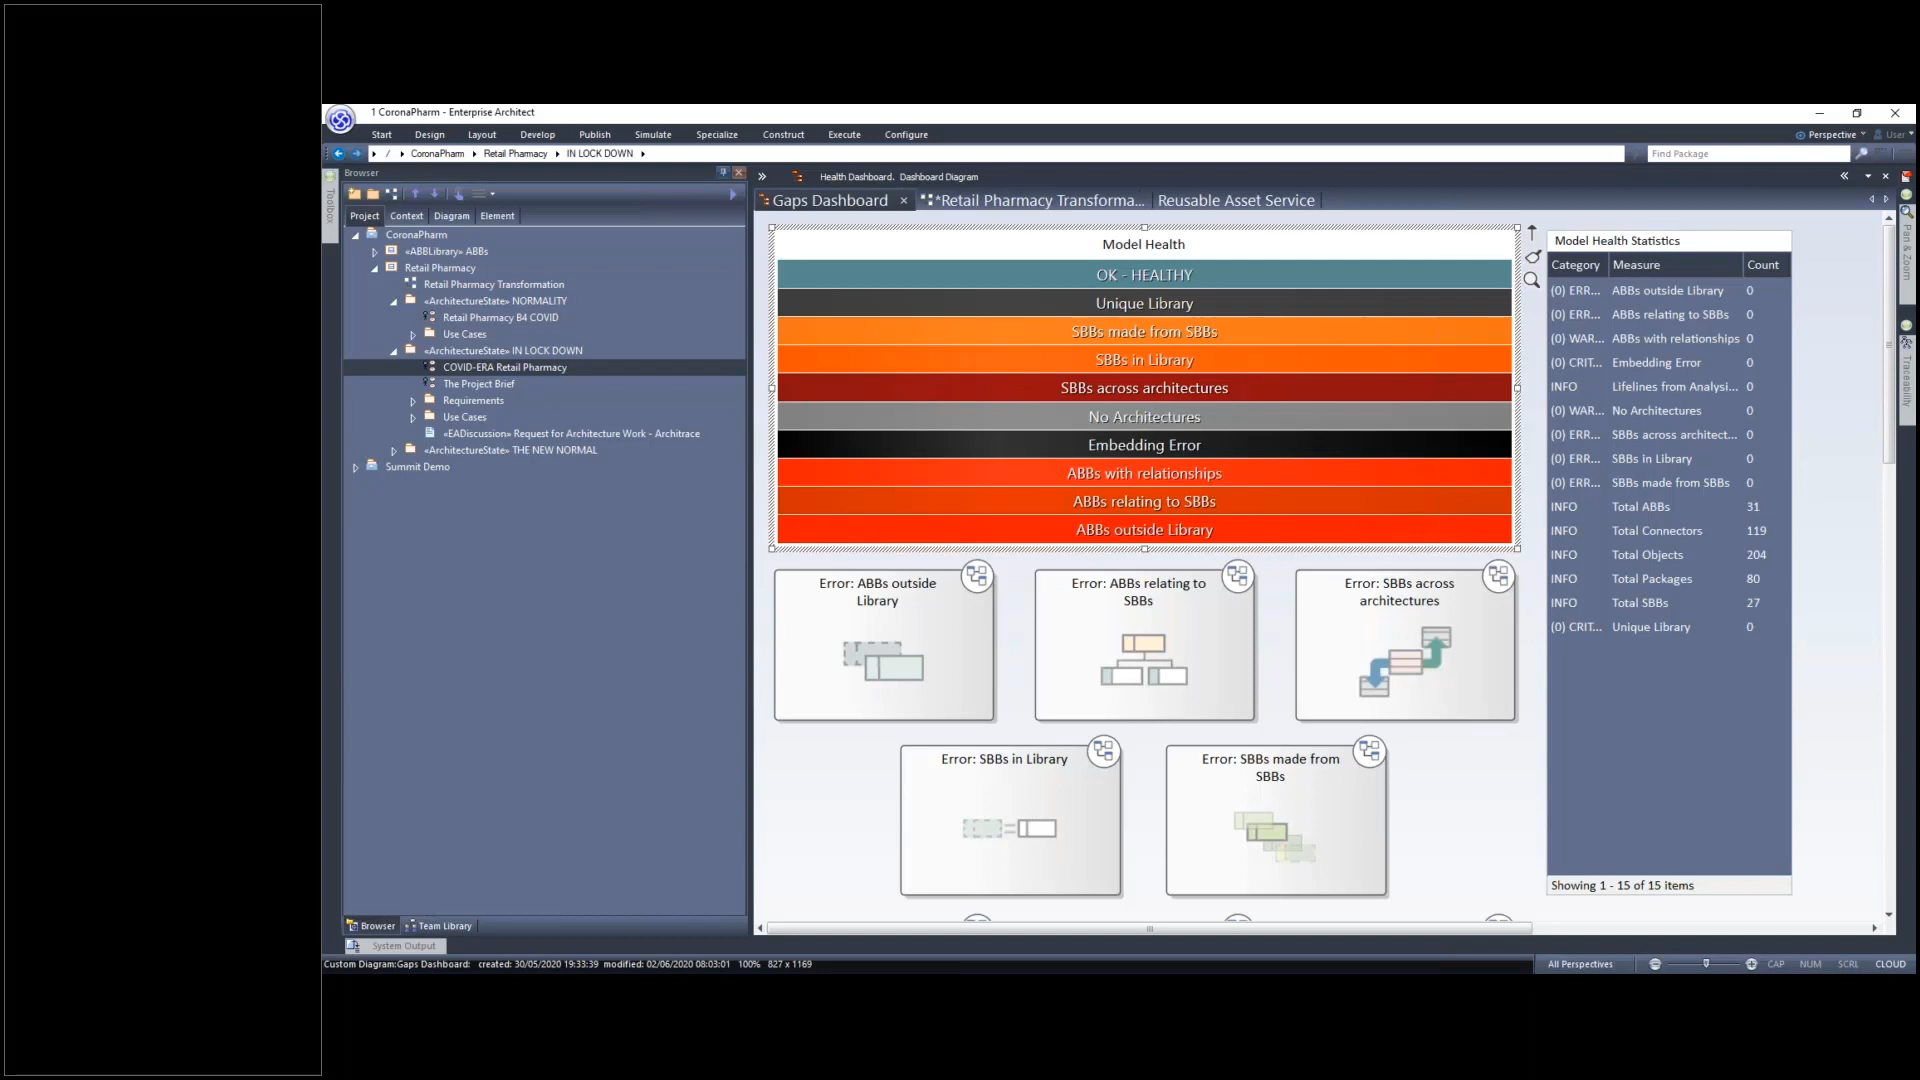 1 CoronaPharm - Enterprise Architect
Start Design Layout Develop Publish Simulate Specialize Construct Execute Configure
Perspective User
/ CoronaPharm Retail Pharmacy IN LOCK DOWN
Find Package
Browser
Toolbox
Project Context Diagram Element
CoronaPharm
«ABBLibrary» ABBs
Retail Pharmacy
Retail Pharmacy Transformation
«ArchitectureState» NORMALITY
Retail Pharmacy B4 COVID
Use Cases
«ArchitectureState» IN LOCK DOWN
COVID-ERA Retail Pharmacy
The Project Brief
Requirements
Use Cases
«EADiscussion» Request for Architecture Work - Architrace
«ArchitectureState» THE NEW NORMAL
Summit Demo
Browser Team Library
System Output
Health Dashboard. Dashboard Diagram
Gaps Dashboard
*Retail Pharmacy Transforma...
Reusable Asset Service
Model Health
OK - HEALTHY
Unique Library
SBBs made from SBBs
SBBs in Library
SBBs across architectures
No Architectures
Embedding Error
ABBs with relationships
ABBs relating to SBBs
ABBs outside Library
Error: ABBs outside
Library
Error: ABBs relating to
SBBs
Error: SBBs across
architectures
Error: SBBs in Library
Error: SBBs made from
SBBs
Model Health Statistics
Category Measure Count
(0) ERR... ABBs outside Library 0
(0) ERR... ABBs relating to SBBs 0
(0) WAR... ABBs with relationships 0
(0) CRIT... Embedding Error 0
INFO Lifelines from Analysi... 0
(0) WAR... No Architectures 0
(0) ERR... SBBs across architect... 0
(0) ERR... SBBs in Library 0
(0) ERR... SBBs made from SBBs 0
INFO Total ABBs 31
INFO Total Connectors 119
INFO Total Objects 204
INFO Total Packages 80
INFO Total SBBs 27
(0) CRIT... Unique Library 0
Showing 1 - 15 of 15 items
Pan & Zoom
Traceability
Custom Diagram:Gaps Dashboard: created: 30/05/2020 19:33:39 modified: 02/06/2020 08:03:01 100% 827 x 1169
All Perspectives
CAP NUM SCRL CLOUD